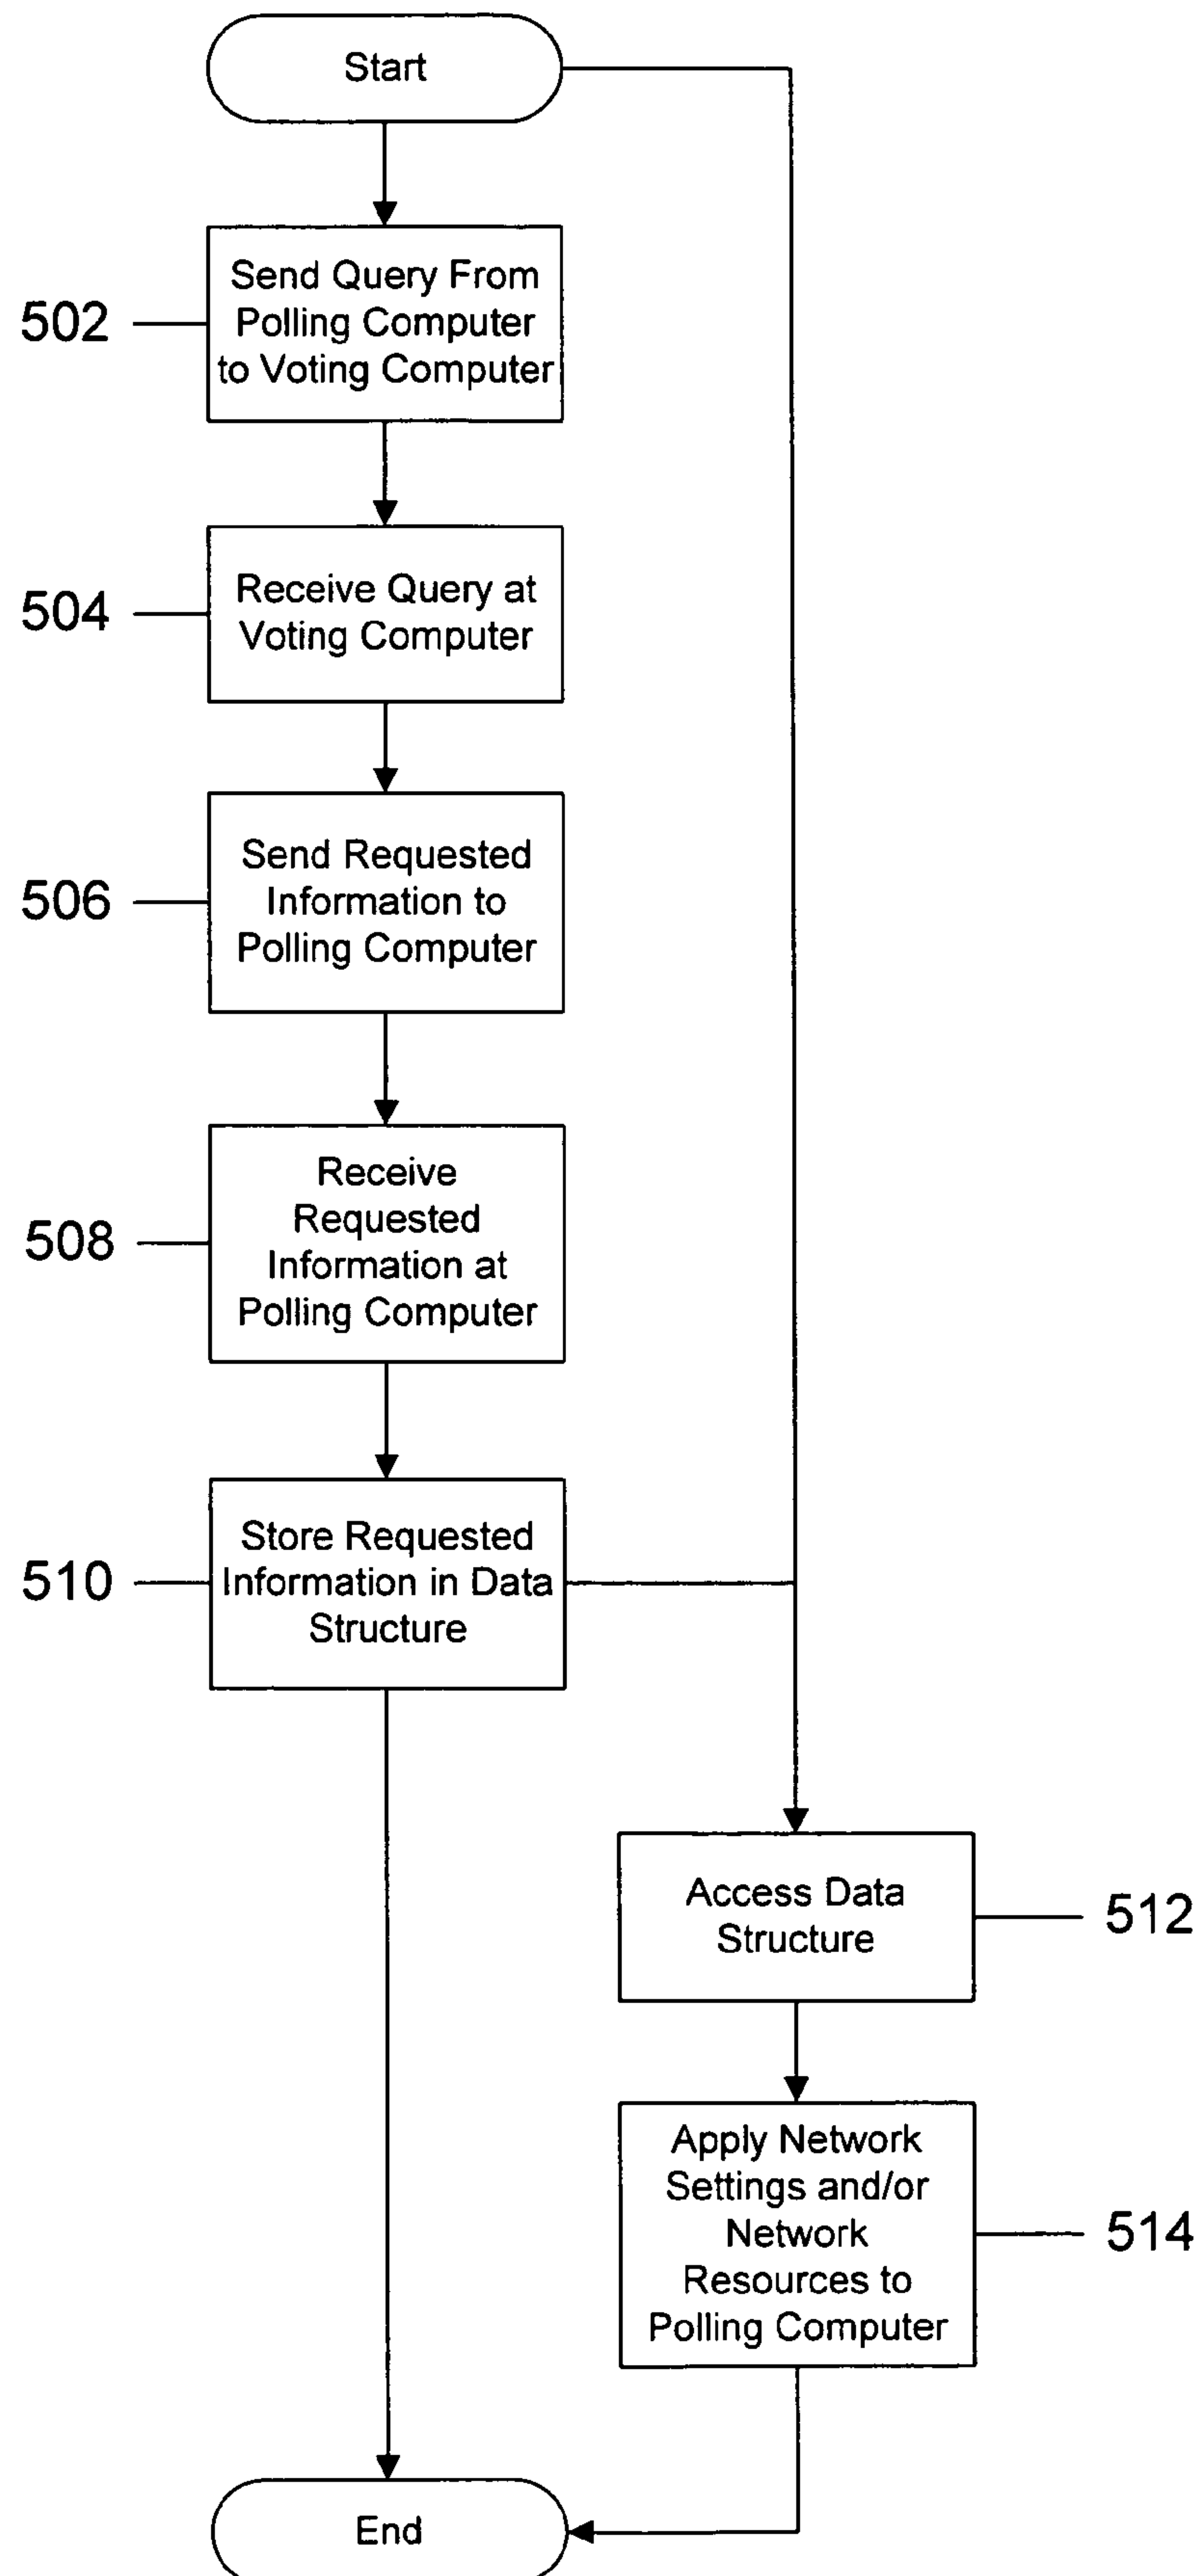 Start
502
Send Query From
Polling Computer
to Voting Computer
504
Receive Query at
Voting Computer
506
Send Requested
Information to
Polling Computer
508
Receive
Requested
Information at
Polling Computer
510
Store Requested
Information in Data
Structure
Access Data
Structure
512
Apply Network
Settings and/or
Network
Resources to
Polling Computer
514
End